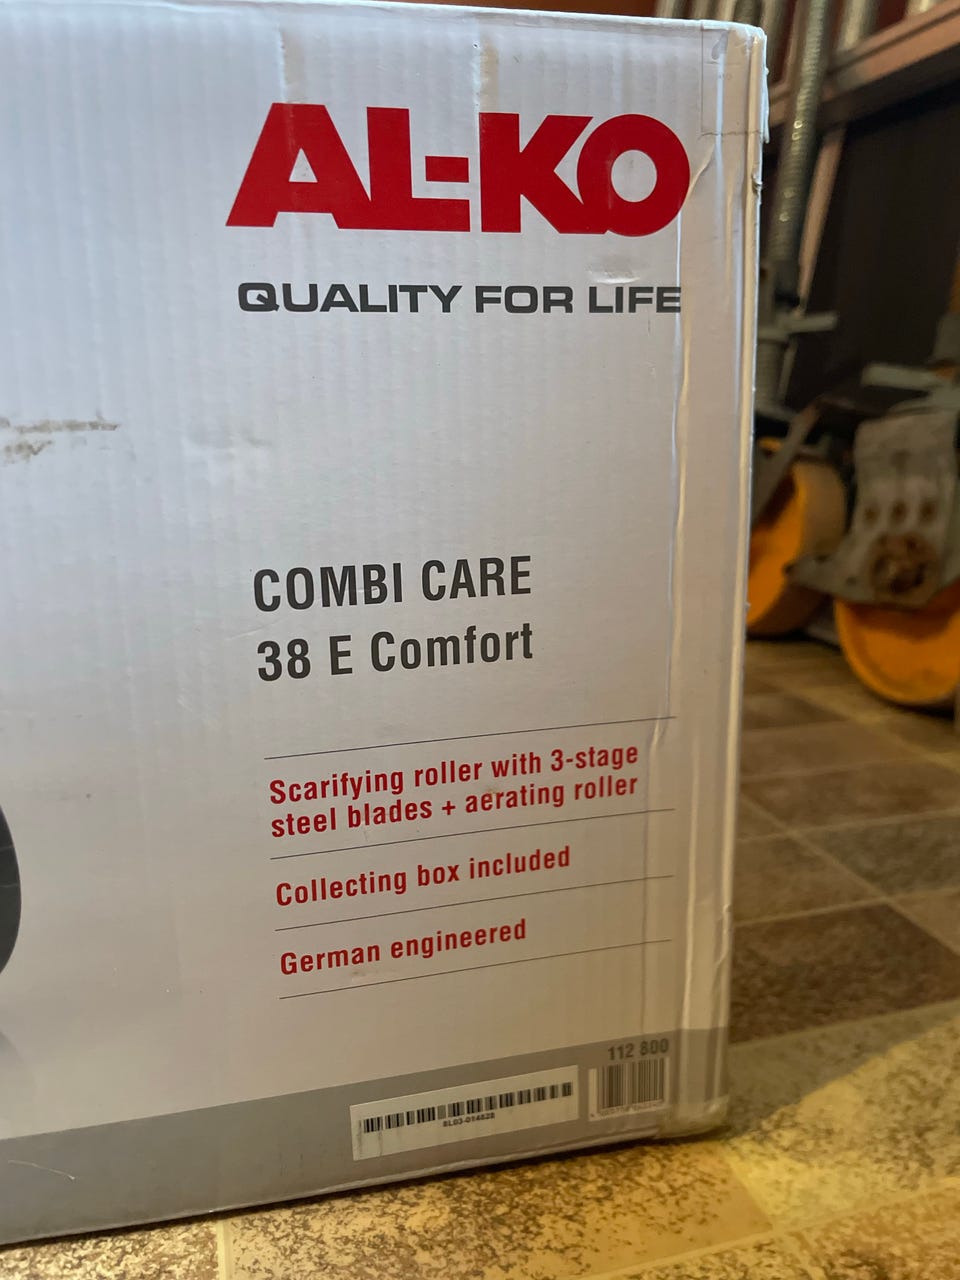 AL-KO
QUALITY FOR LIFE
COMBI CARE
38 E Comfort
Scarifying roller with 3-stage
steel blades + aerating roller
Collecting box included
German engineered
112 800